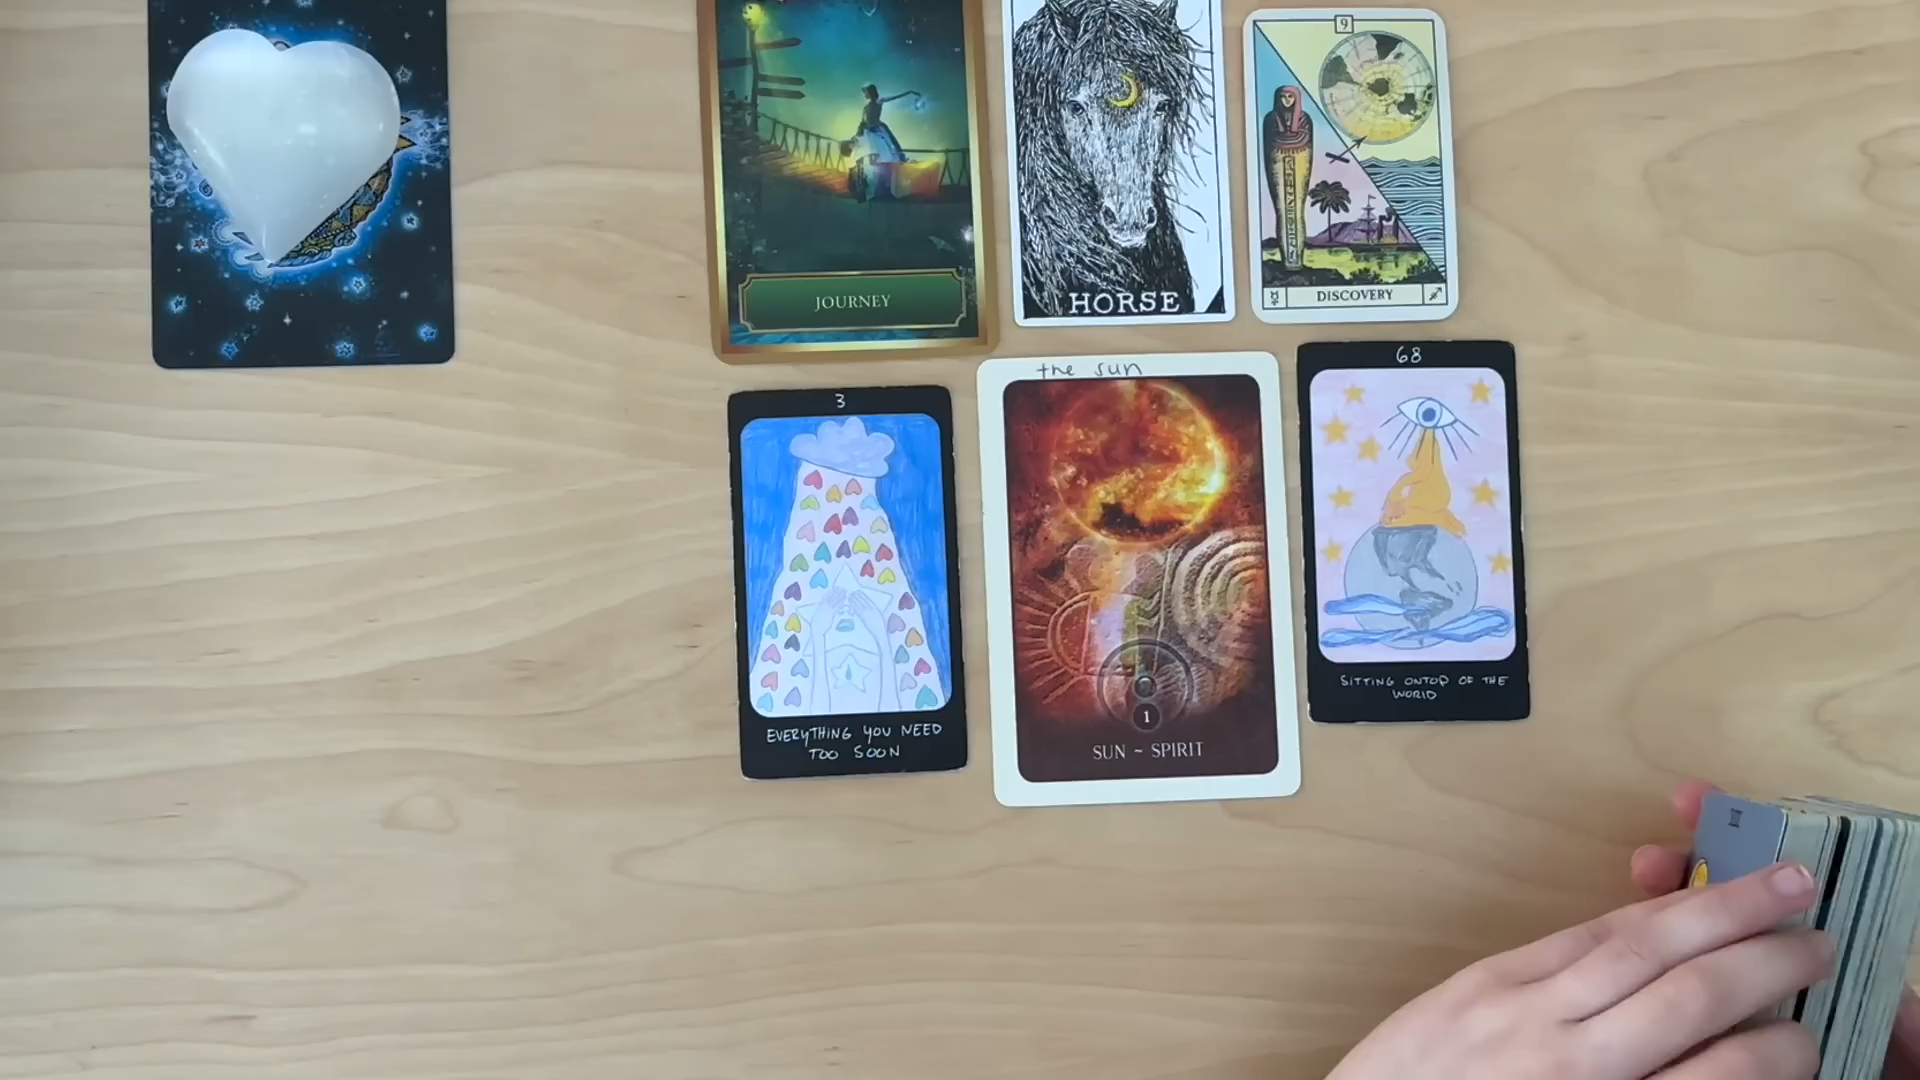 JOURNEY
HORSE
9
DISCOVERY
3
EVERYTHING YOU NEED
TOO SOON
the sun
1
SUN ~ SPIRIT
68
SITTING ONTOP OF THE
WORLD